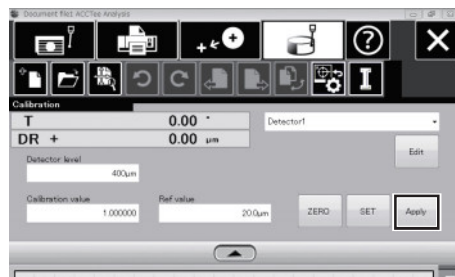 Document file1 ACCTee Analysis
Calibration
T 0.00 °
DR + 0.00 μm
Detector1
Edit
Detector level
400μm
Calibration value
1.000000
Ref value
20.0μm
ZERO
SET
Apply